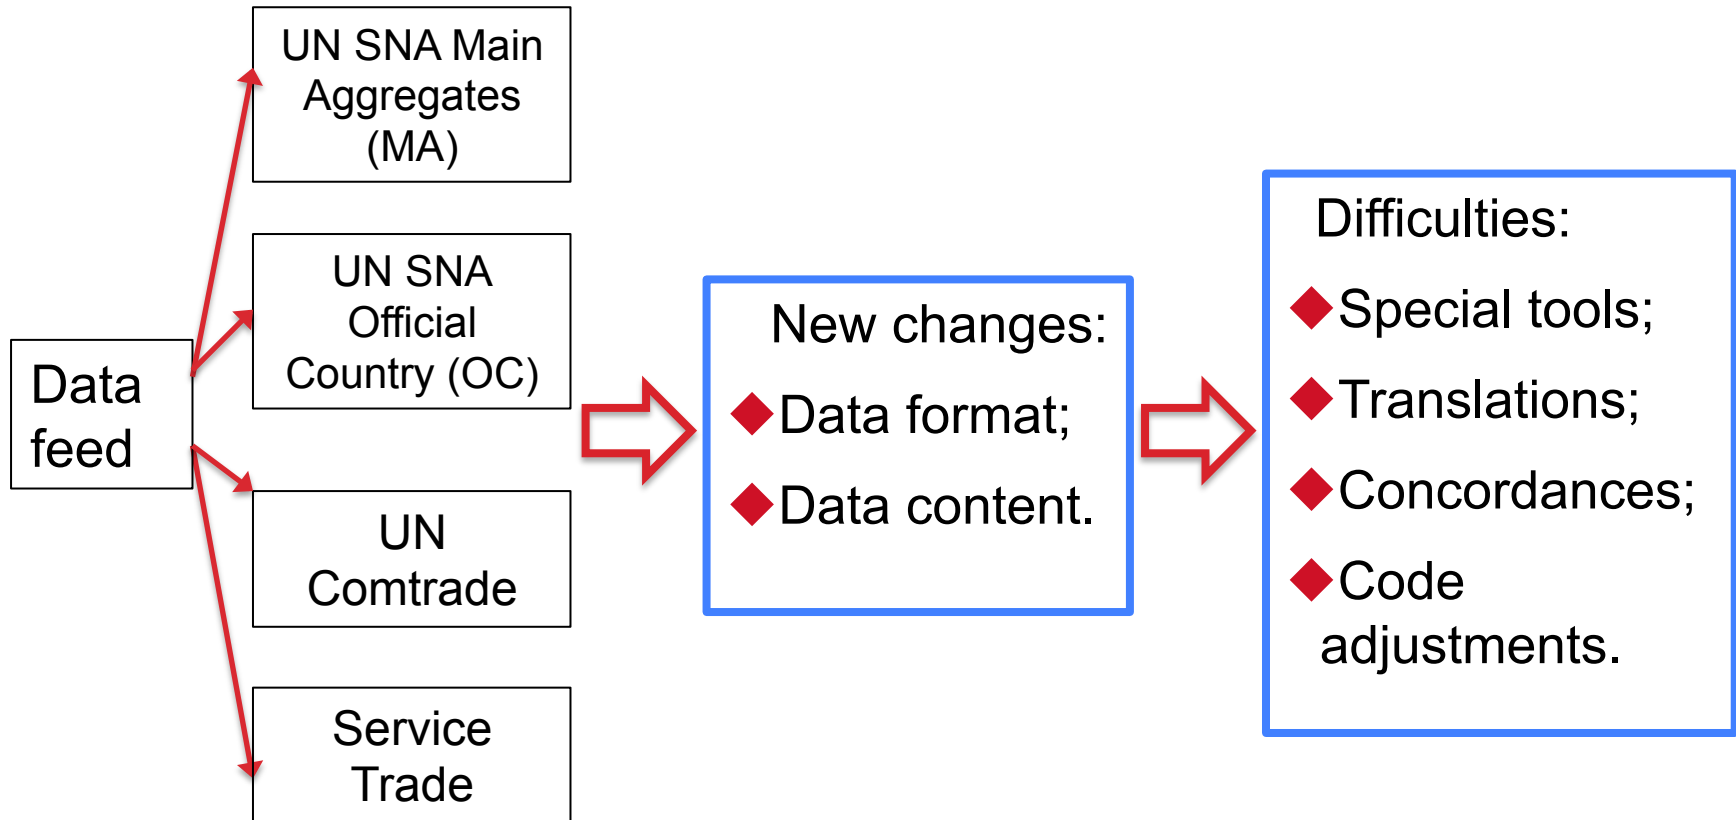 Data
feed
UN SNA Main
Aggregates
(MA)
UN SNA
Official
Country (OC)
UN
Comtrade
Service
Trade
New changes:
Data format;
Data content.
Difficulties:
Special tools;
Translations;
Concordances;
Code
adjustments.